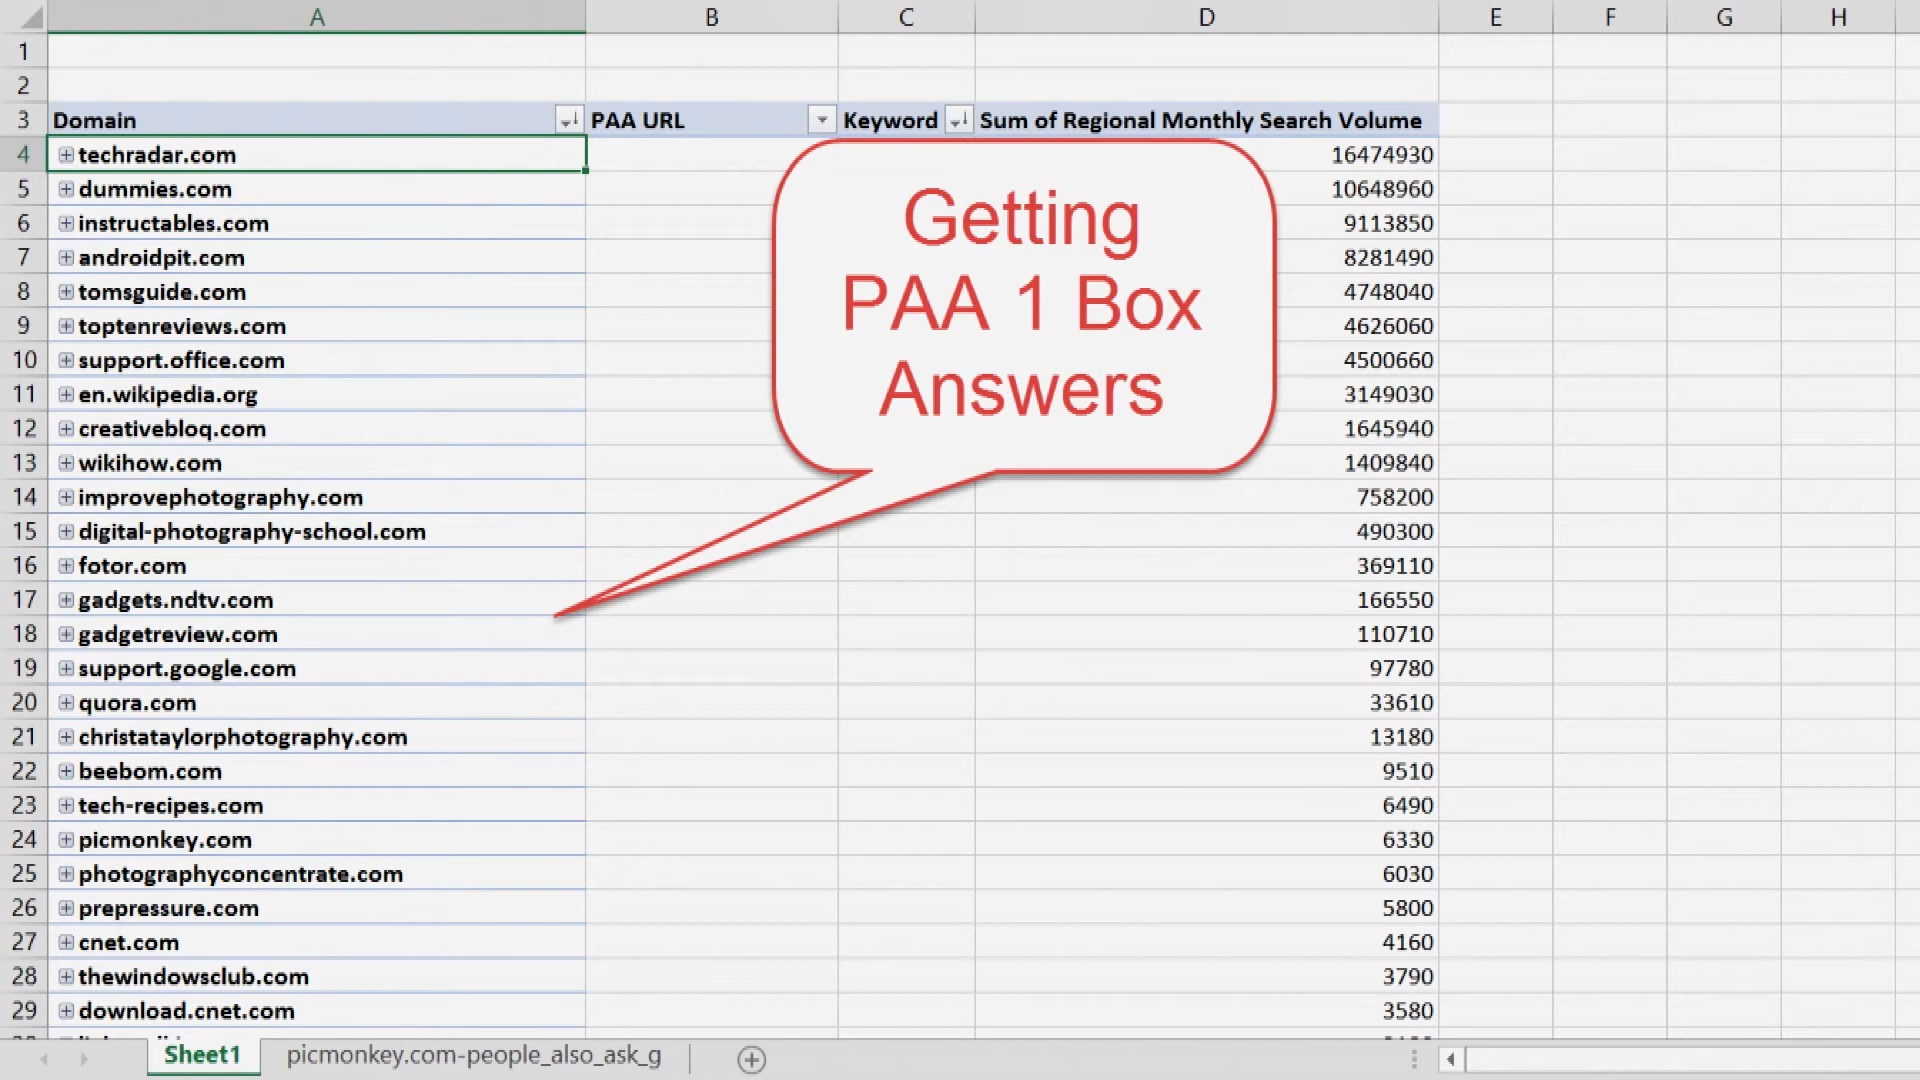 A B C D E F G H
1
2
3 Domain PAA URL Keyword Sum of Regional Monthly Search Volume
4 techradar.com 16474930
5 dummies.com 10648960
6 instructables.com 9113850
7 androidpit.com 8281490
8 tomsguide.com 4748040
9 toptenreviews.com 4626060
10 support.office.com 4500660
11 en.wikipedia.org 3149030
12 creativebloq.com 1645940
13 wikihow.com 1409840
14 improvephotography.com 758200
15 digital-photography-school.com 490300
16 fotor.com 369110
17 gadgets.ndtv.com 166550
18 gadgetreview.com 110710
19 support.google.com 97780
20 quora.com 33610
21 christataylorphotography.com 13180
22 beebom.com 9510
23 tech-recipes.com 6490
24 picmonkey.com 6330
25 photographyconcentrate.com 6030
26 prepressure.com 5800
27 cnet.com 4160
28 thewindowsclub.com 3790
29 download.cnet.com 3580
Getting
PAA 1 Box
Answers
Sheet1 picmonkey.com-people_also_ask_g